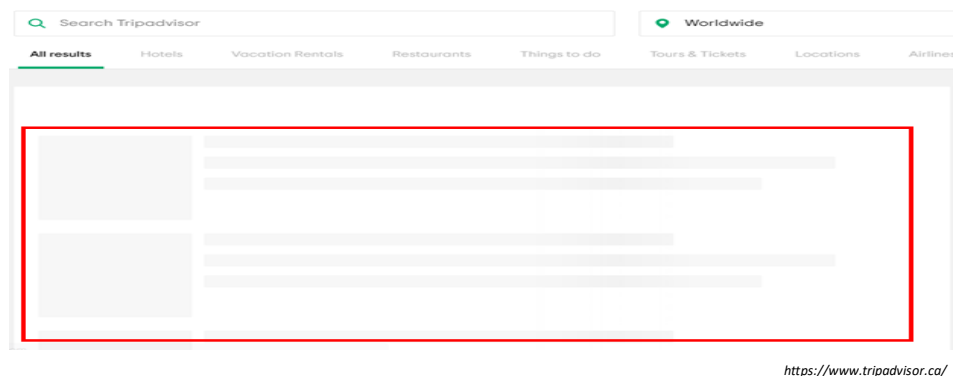 Search Tripadvisor
Worldwide
All results Hotels Vacation Rentals Restaurants Things to do Tours & Tickets Locations Airlines
https://www.tripadvisor.ca/